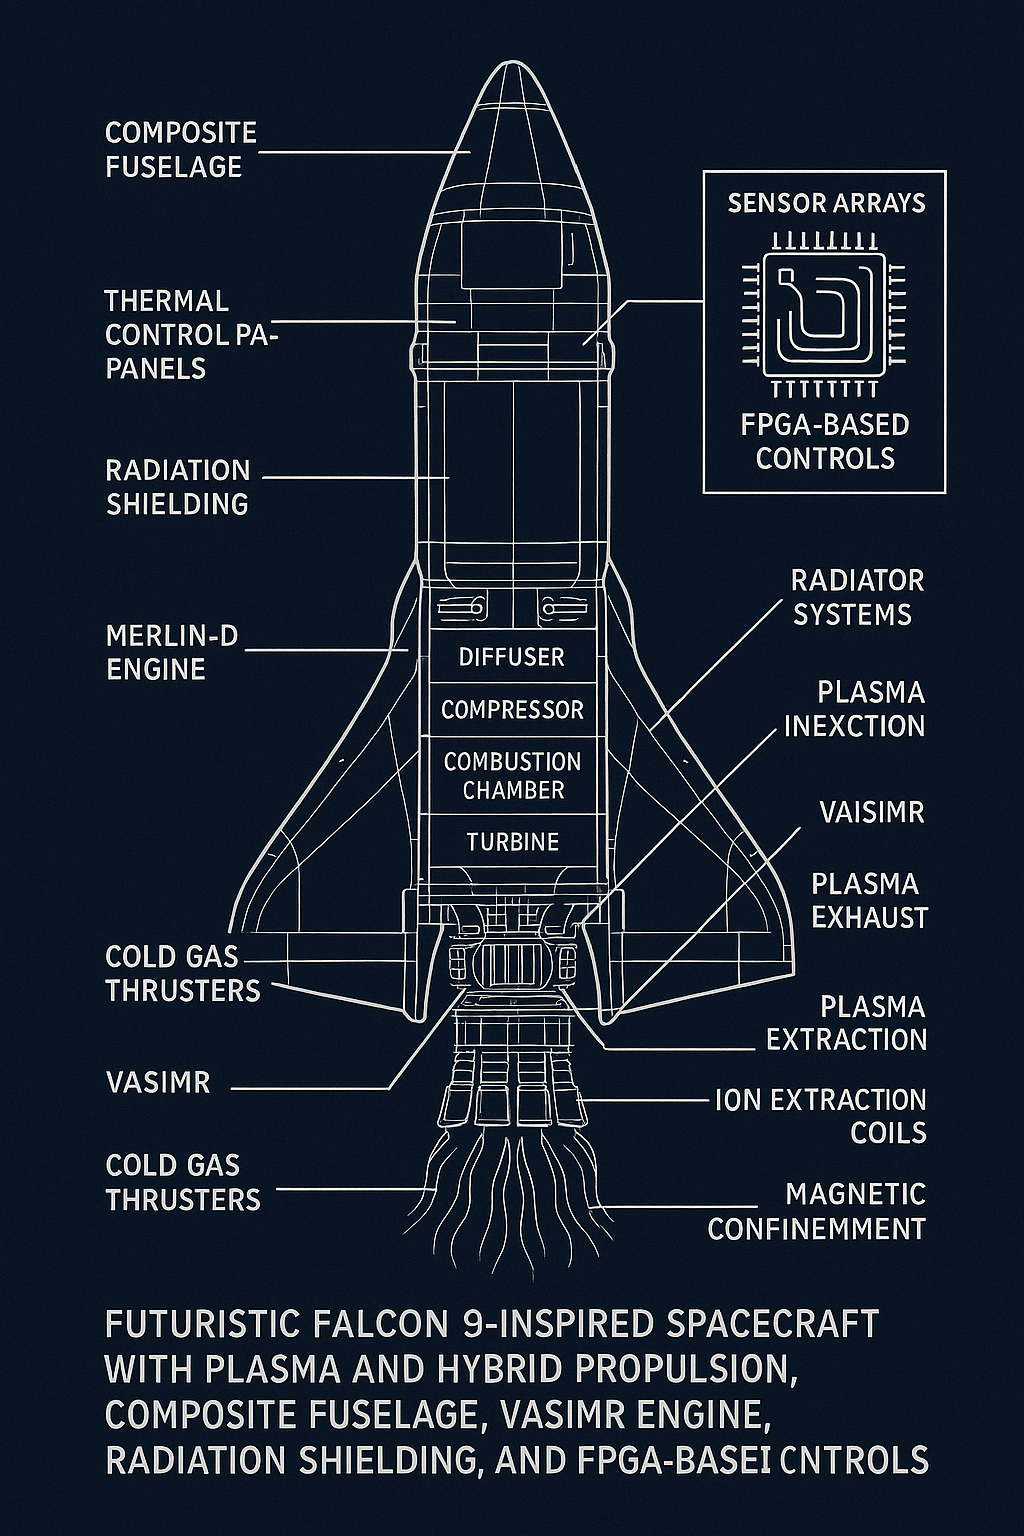 COMPOSITE
FUSELAGE
THERMAL
CONTROL PA-
PANELS
RADIATION
SHIELDING
MERLIN-D
ENGINE
COLD GAS
THRUSTERS
VASIMR
COLD GAS
THRUSTERS
DIFFUSER
COMPRESSOR
COMBUSTION
CHAMBER
TURBINE
SENSOR ARRAYS
FPGA-BASED
CONTROLS
RADIATOR
SYSTEMS
PLASMA
INEXCTION
VAISIMR
PLASMA
EXHAUST
PLASMA
EXTRACTION
ION EXTRACTION
COILS
MAGNETIC
CONFINEMMENT
FUTURISTIC FALCON 9-INSPIRED SPACECRAFT
WITH PLASMA AND HYBRID PROPULSION,
COMPOSITE FUSELAGE, VASIMR ENGINE,
RADIATION SHIELDING, AND FPGA-BASEI CNTROLS